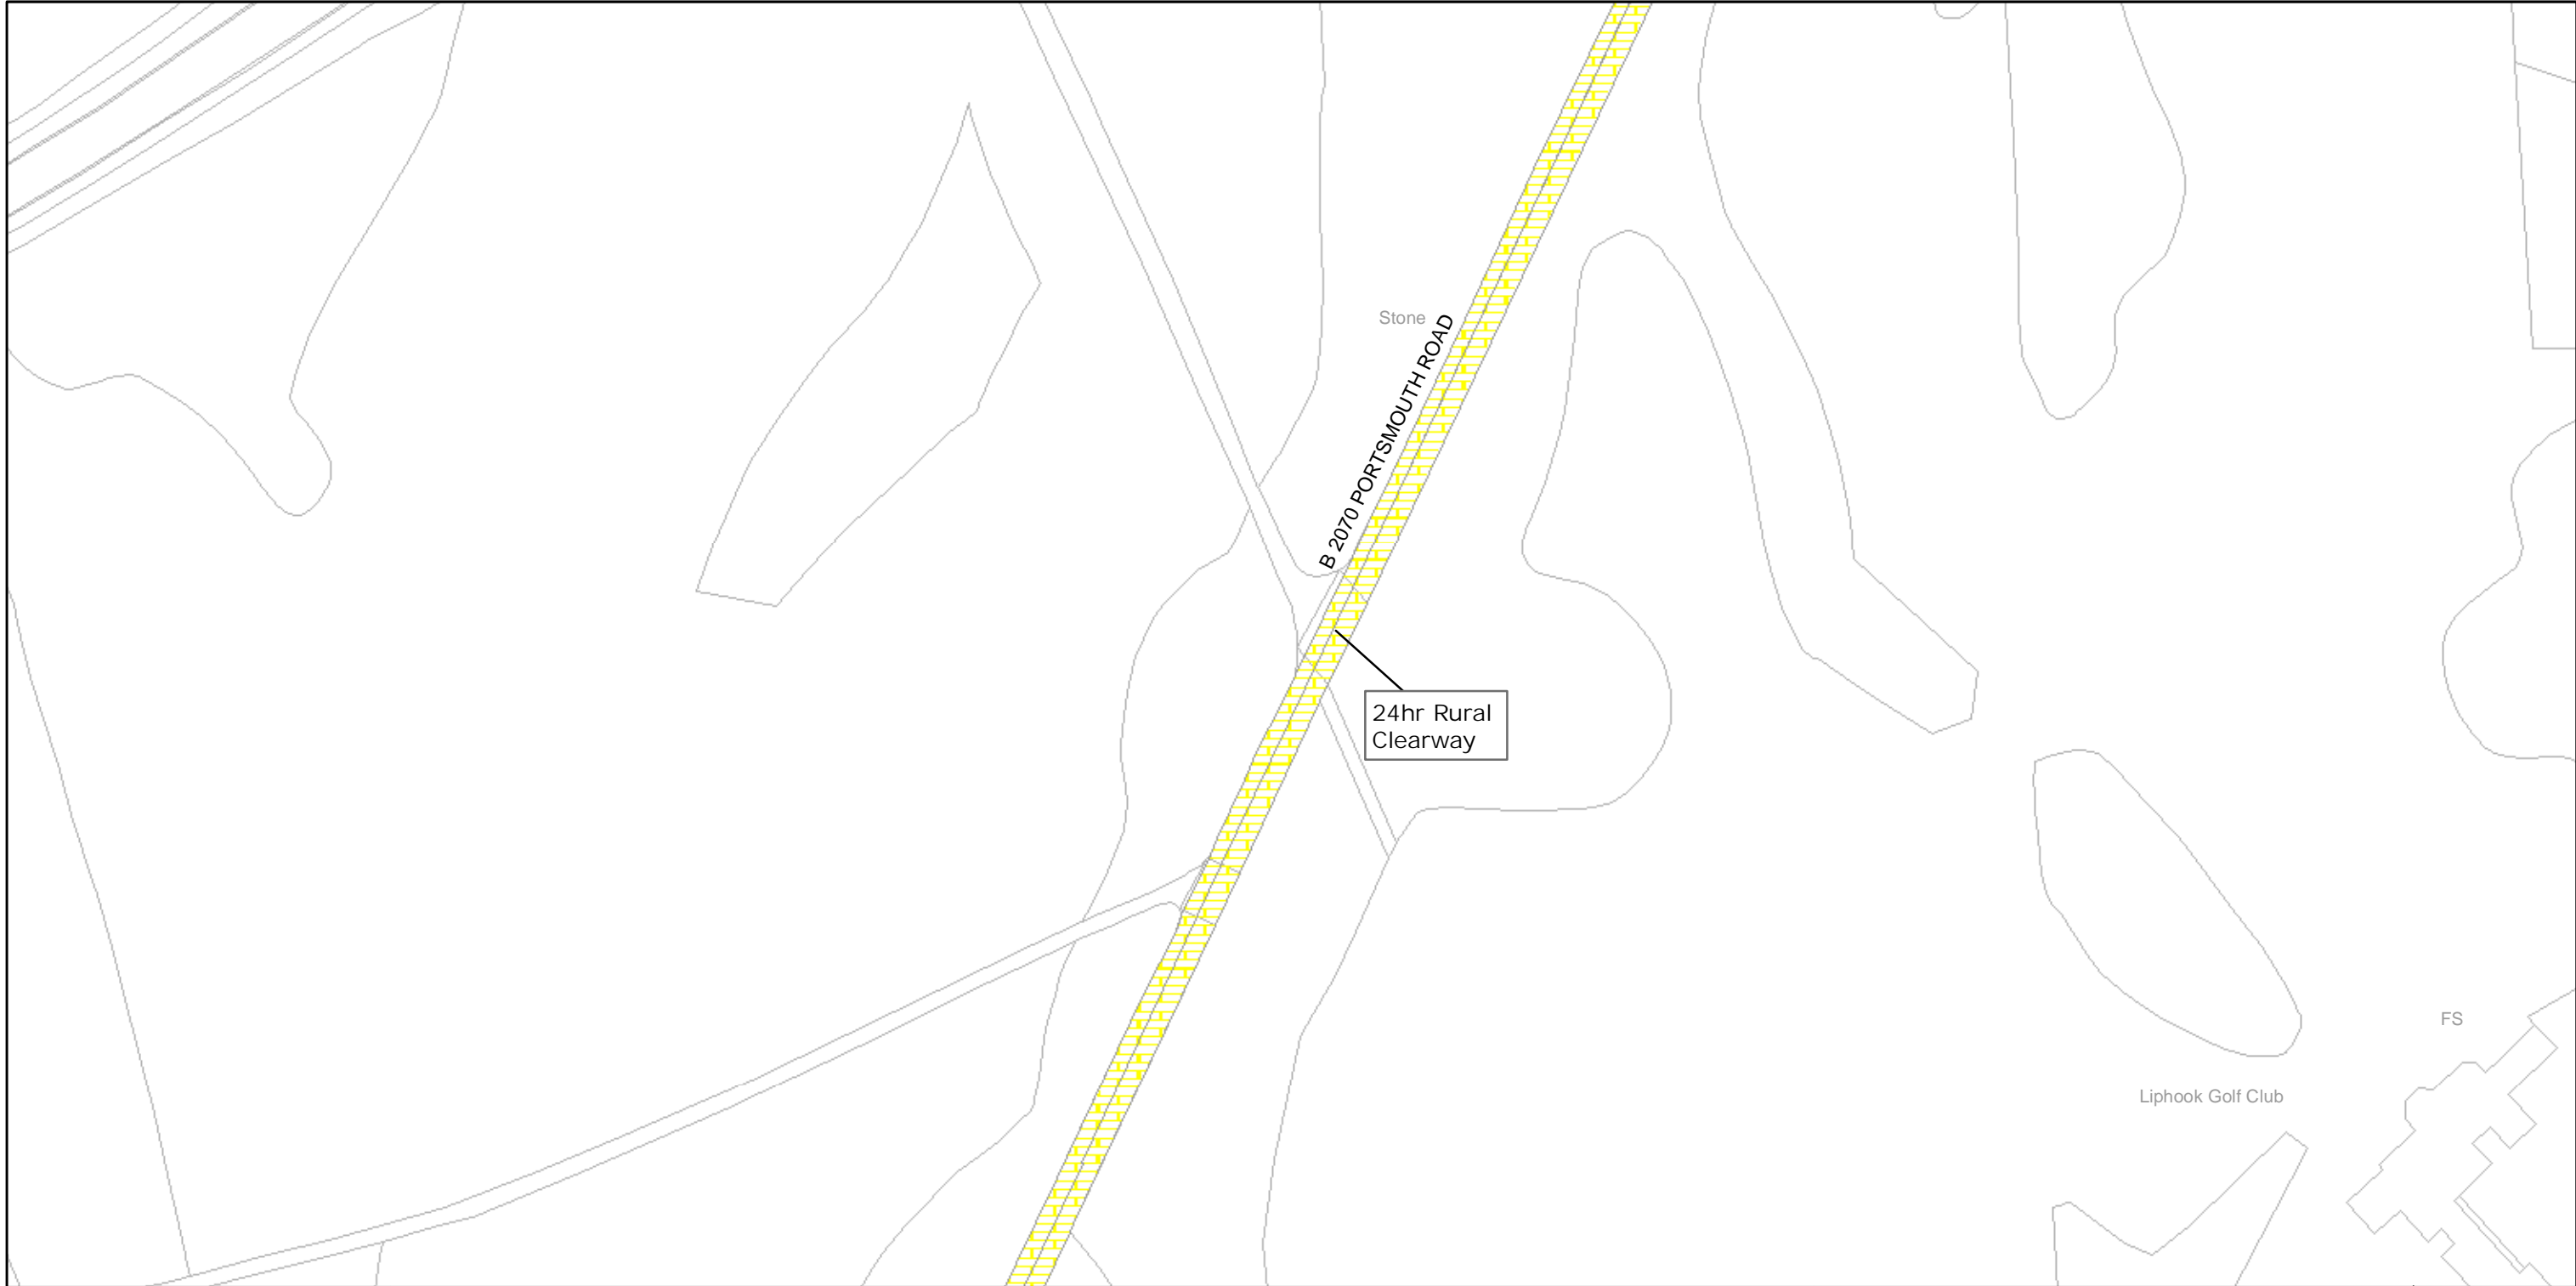 Stone
B 2070 PORTSMOUTH ROAD
24hr Rural
Clearway
FS
Liphook Golf Club